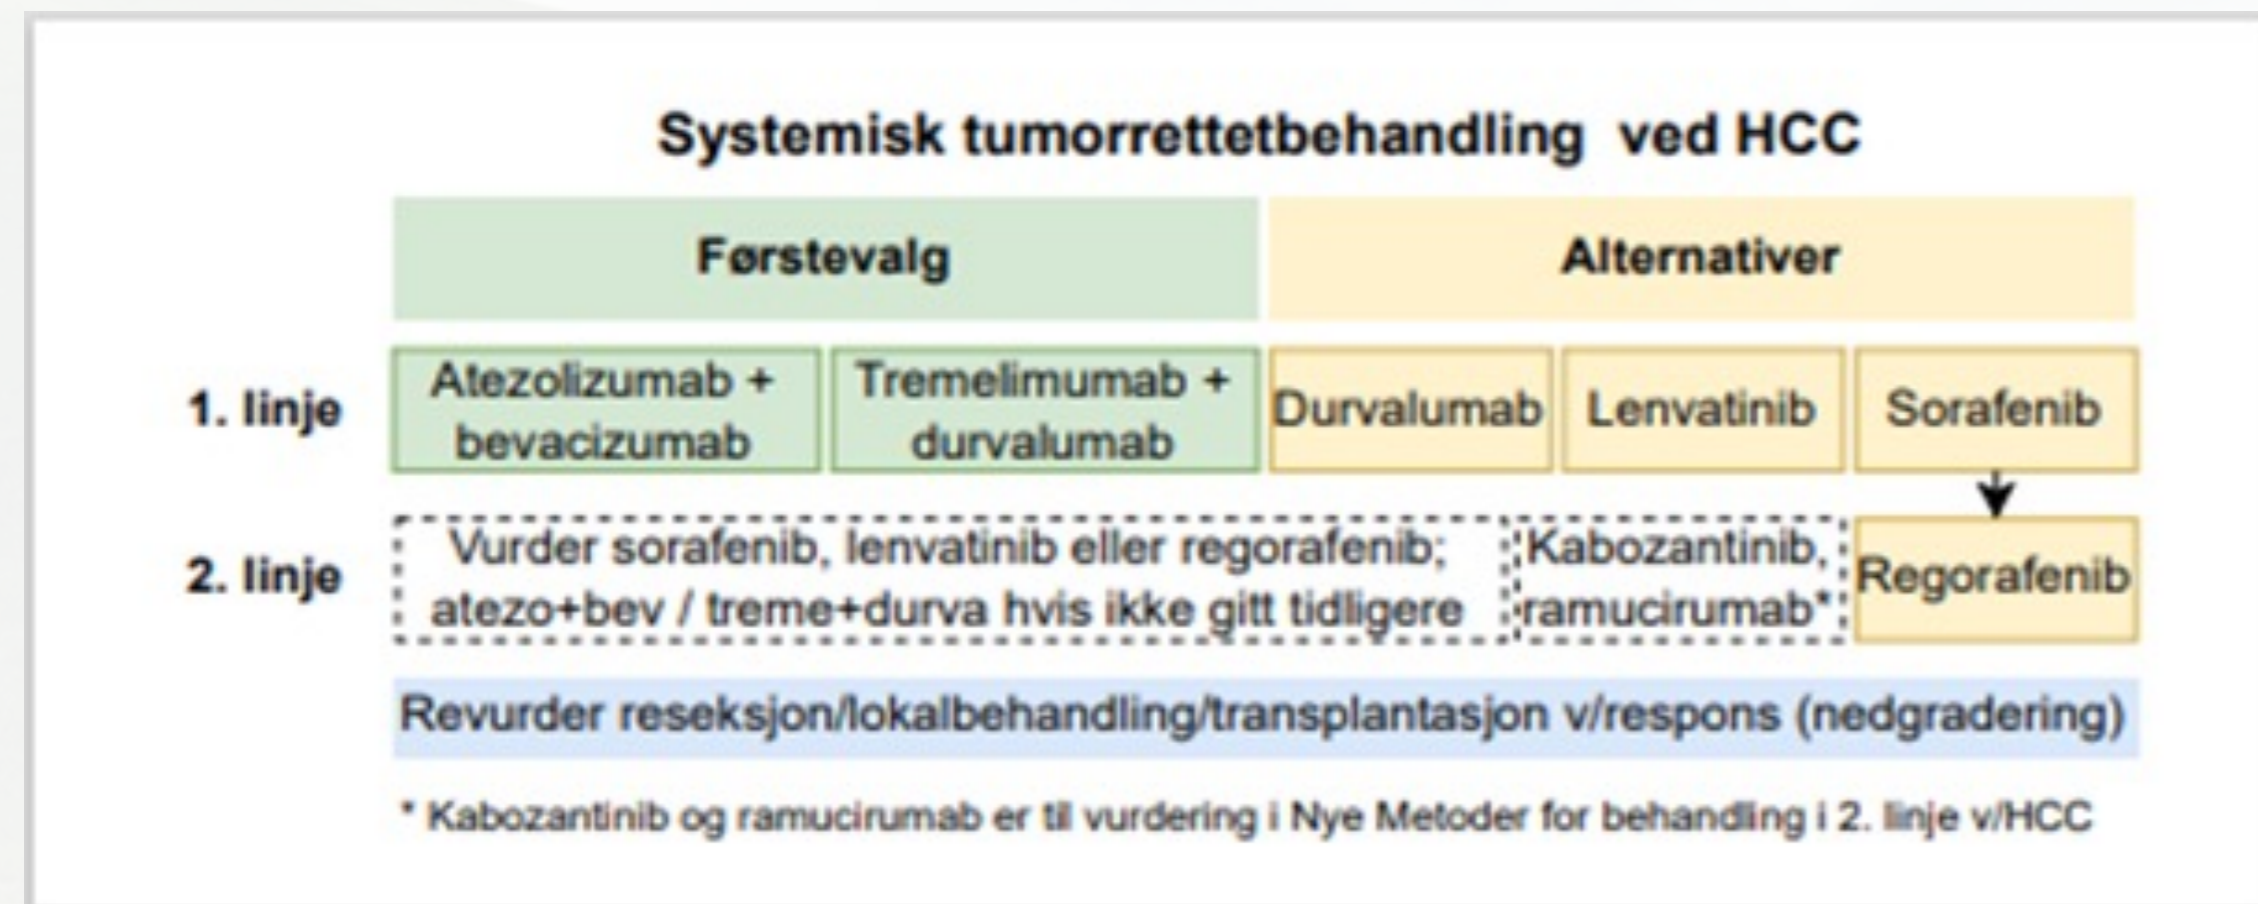 Systemisk tumorrettetbehandling ved HCC
Førstevalg
Alternativer
1. linje
Atezolizumab +
bevacizumab
Tremelimumab +
durvalumab
Durvalumab
Lenvatinib
Sorafenib
2. linje
Vurder sorafenib, lenvatinib eller regorafenib;
atezo+bev / treme+durva hvis ikke gitt tidligere
Kabozantinib,
ramucirumab*
Regorafenib
Revurder reseksjon/lokalbehandling/transplantasjon v/respons (nedgradering)
* Kabozantinib og ramucirumab er til vurdering i Nye Metoder for behandling i 2. linje v/HCC